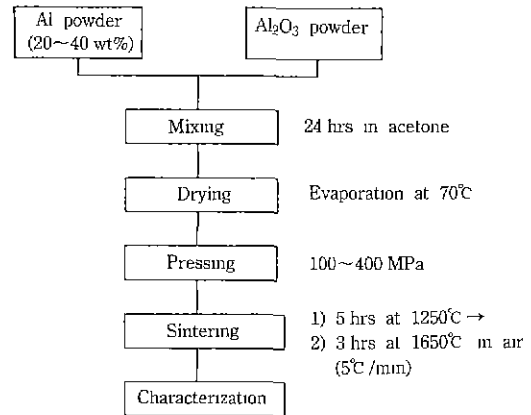 Al powder
(20~40 wt%)
Al₂O₃ powder
Mixing
24 hrs in acetone
Drying
Evaporation at 70℃
Pressing
100~400 MPa
Sintering
1) 5 hrs at 1250℃ →
2) 3 hrs at 1650℃ in air
(5℃/min)
Characterization